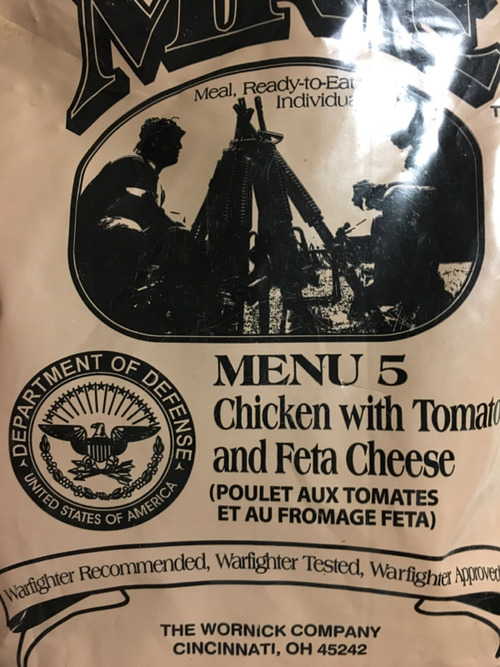 MRE
Meal, Ready-to-Eat
Individual
MENU 5
Chicken with Tomato
and Feta Cheese
(POULET AUX TOMATES
ET AU FROMAGE FETA)
DEPARTMENT OF DEFENSE
UNITED STATES OF AMERICA
Warfighter Recommended, Warfighter Tested, Warfighter Approved
THE WORNICK COMPANY
CINCINNATI, OH 45242